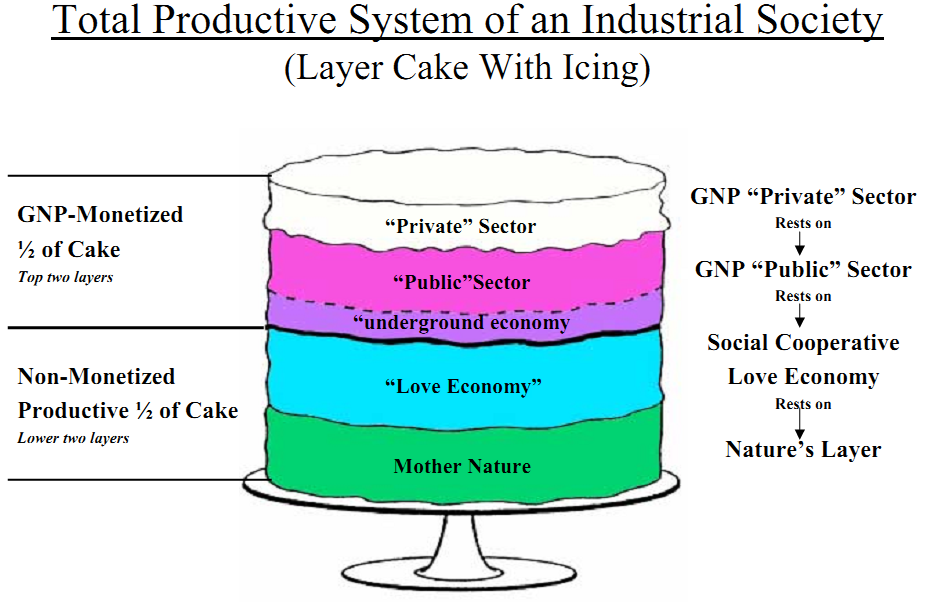 Total Productive System of an Industrial Society
(Layer Cake With Icing)
GNP-Monetized
½ of Cake
Top two layers
Non-Monetized
Productive ½ of Cake
Lower two layers
“Private” Sector
“Public”Sector
“underground economy
“Love Economy”
Mother Nature
GNP “Private” Sector
Rests on
GNP “Public” Sector
Rests on
Social Cooperative
Love Economy
Rests on
Nature’s Layer